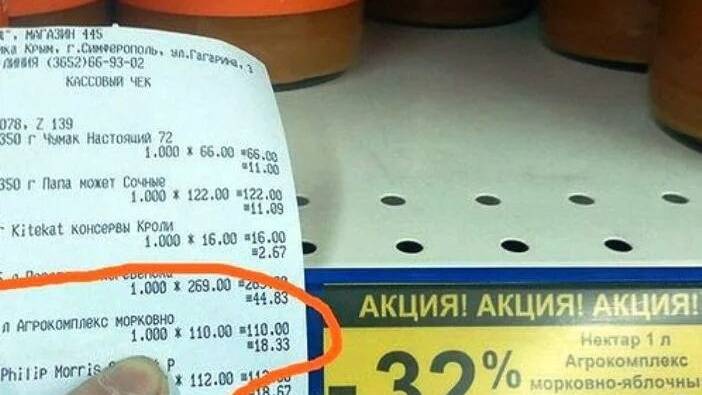 ", МАГАЗИН 445
ика Крым, г.Симферополь, ул.Гагарина, 3
ЛИНИЯ (3652)66-93-02
КАССОВЫЙ ЧЕК
078, Z 139
350 г Чумак Настоящий 72
1.000 * 66.00 =66.00
=11.00
350 г Папа может Сочные
1.000 * 122.00 =122.00
=11.09
г Kitekat консервы Кроли
1.000 * 16.00 =16.00
=2.67
1.000 * 269.00
=44.83
л Агрокомплекс морковно
1.000 * 110.00 =110.00
=18.33
Philip Morris
Р
* 112.00
18.67
АКЦИЯ! АКЦИЯ! АКЦИЯ!
- 32%
Нектар 1 л
Агрокомплекс
морковно-яблочны